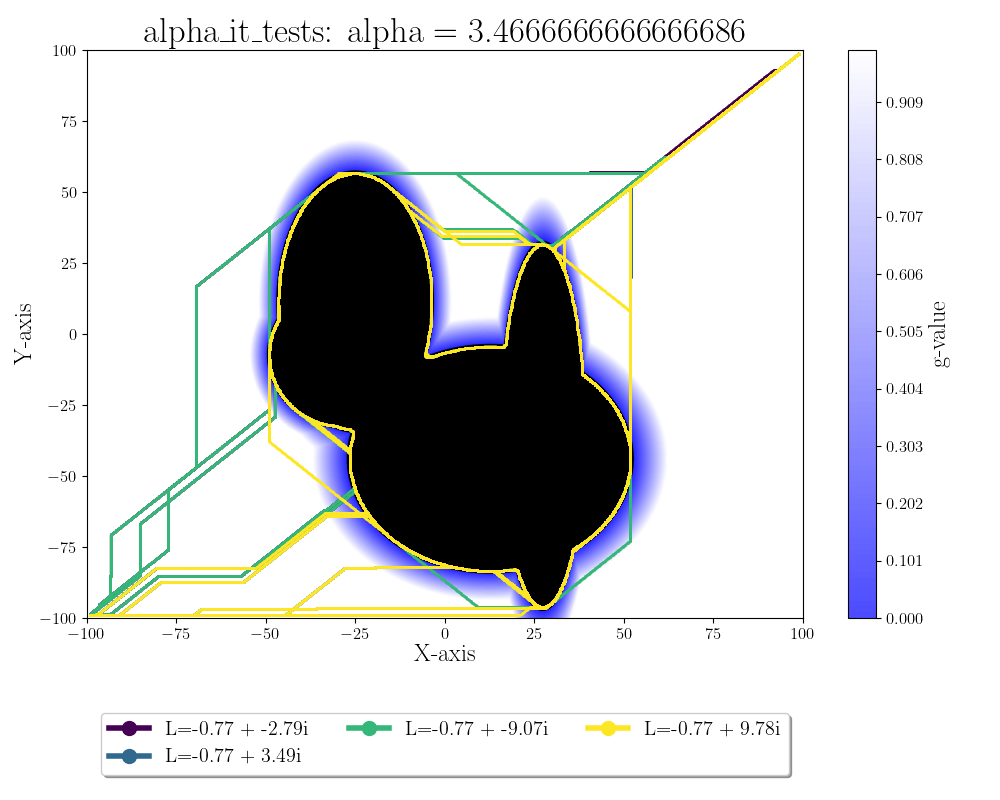 alpha_it_tests: alpha = 3.4666666666666686
100
75
50
25
0
−25
−50
−75
−100
Y-axis
−100 −75 −50 −25 0 25 50 75 100
X-axis
0.909
0.808
0.707
0.606
0.505
0.404
0.303
0.202
0.101
0.000
g-value
L=-0.77 + -2.79i L=-0.77 + -9.07i L=-0.77 + 9.78i
L=-0.77 + 3.49i